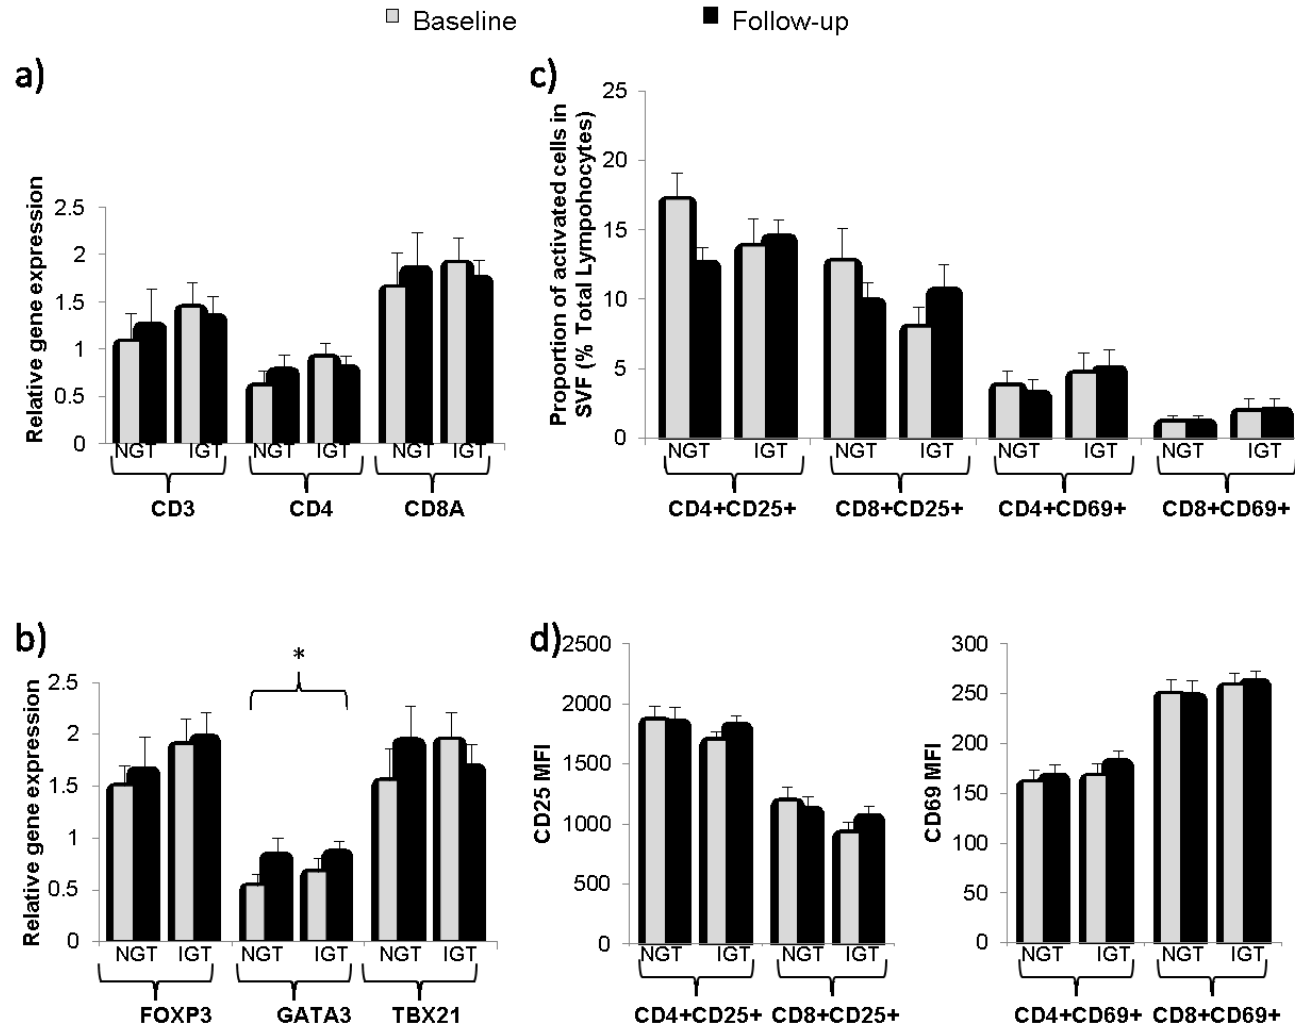 Baseline Follow-up
a)
Relative gene expression
2.5
2
1.5
1
0.5
0
NGT IGT NGT IGT NGT IGT
CD3 CD4 CD8A
c)
Proportion of activated cells in
SVF (% Total Lympohocytes)
25
20
15
10
5
0
NGT IGT NGT IGT NGT IGT NGT IGT
CD4+CD25+ CD8+CD25+ CD4+CD69+ CD8+CD69+
b)
Relative gene expression
2.5
2
1.5
1
0.5
0
*
NGT IGT NGT IGT NGT IGT
FOXP3 GATA3 TBX21
d)
CD25 MFI
2500
2000
1500
1000
500
0
NGT IGT NGT IGT
CD4+CD25+ CD8+CD25+
CD69 MFI
300
250
200
150
100
50
0
NGT IGT NGT IGT
CD4+CD69+ CD8+CD69+